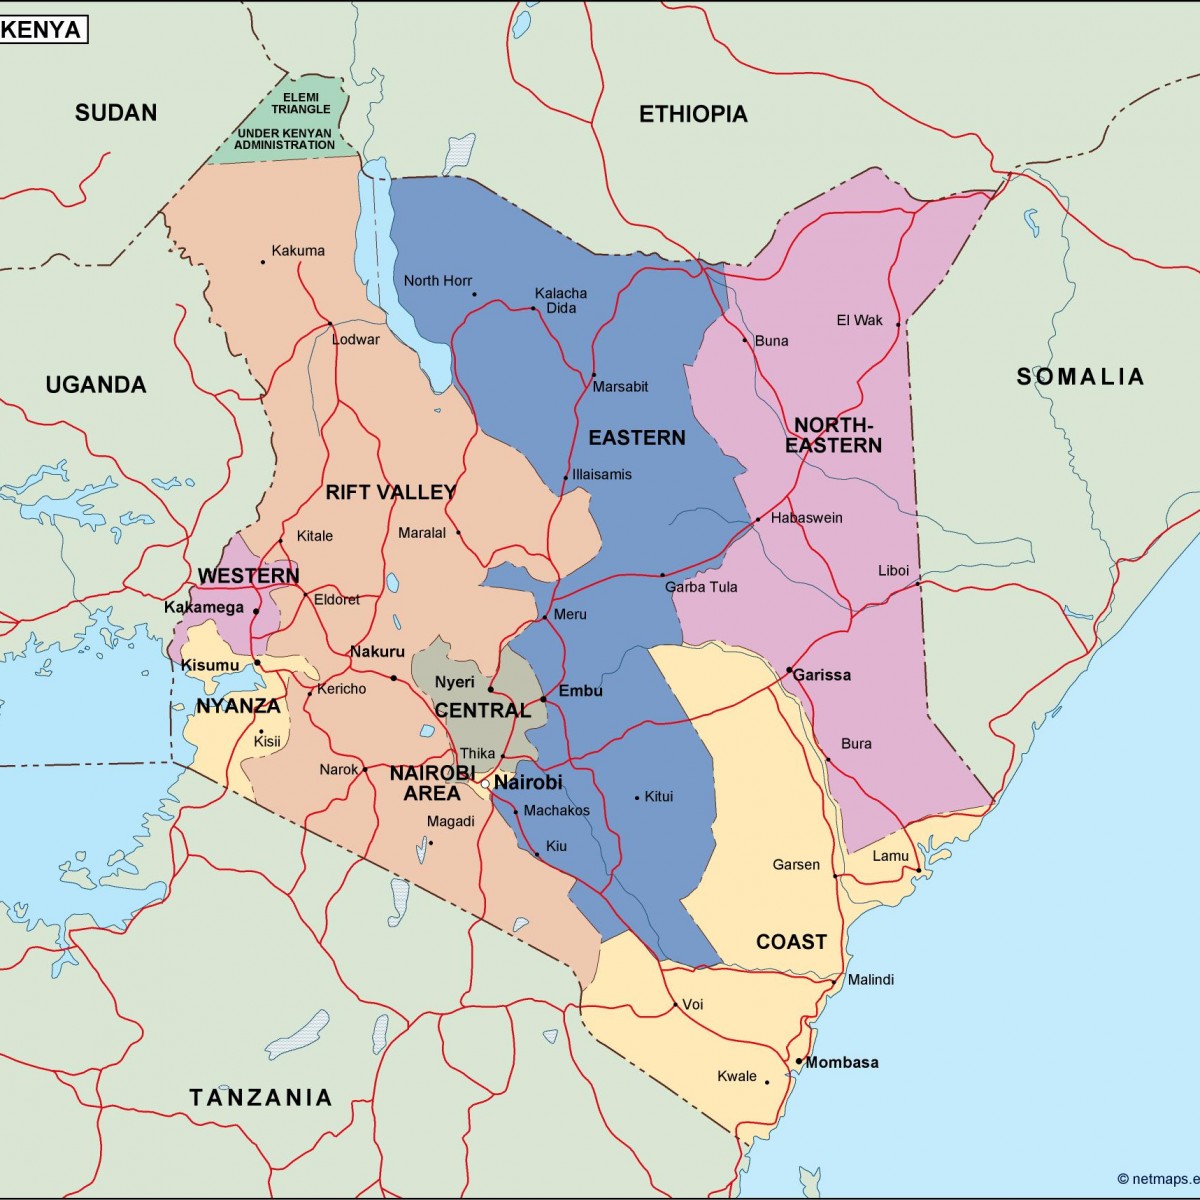 KENYA
SUDAN
ELEMI
TRIANGLE
UNDER KENYAN
ADMINISTRATION
ETHIOPIA
Kakuma
North Horr
Kalacha
Dida
El Wak
Lodwar
Buna
UGANDA
Marsabit
SOMALIA
EASTERN
NORTH-
EASTERN
Illaisamis
RIFT VALLEY
Habaswein
Kitale
Maralal
WESTERN
Liboi
Garba Tula
Kakamega
Eldoret
Meru
Nakuru
Kisumu
Garissa
Nyeri
Kericho
Embu
NYANZA
CENTRAL
Kisii
Bura
Thika
Narok
NAIROBI
AREA
Nairobi
Kitui
Machakos
Magadi
Kiu
Lamu
Garsen
COAST
Malindi
Voi
Mombasa
Kwale
TANZANIA
© netmaps.e